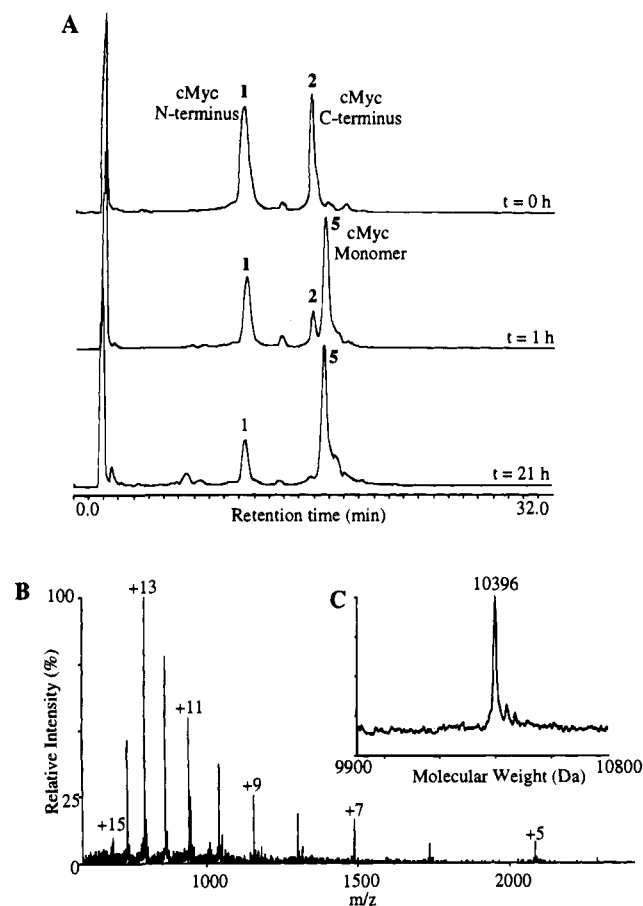 A
1 2
cMyc N-terminus
cMyc C-terminus
t = 0 h
5
cMyc Monomer
1
2
t = 1 h
5
1
t = 21 h
0.0 Retention time (min) 32.0
B
C
100
+13
10396
Relative Intensity (%)
+11
9900 Molecular Weight (Da) 10800
25
+15
+9
+7
+5
0
1000 1500 2000
m/z